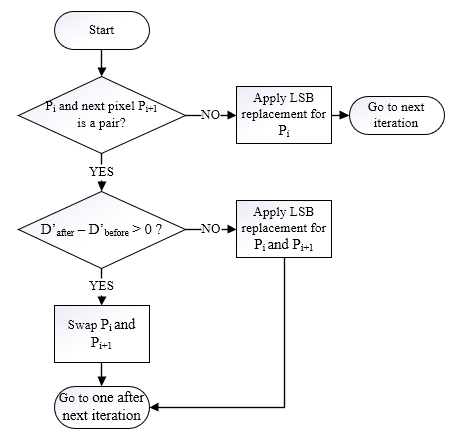 Start
P_i and next pixel P_{i+1}
is a pair?
NO
Apply LSB
replacement for
P_i
Go to next
iteration
YES
D'_{after} – D'_{before} > 0 ?
NO
Apply LSB
replacement for
P_i and P_{i+1}
YES
Swap P_i and
P_{i+1}
Go to one after
next iteration